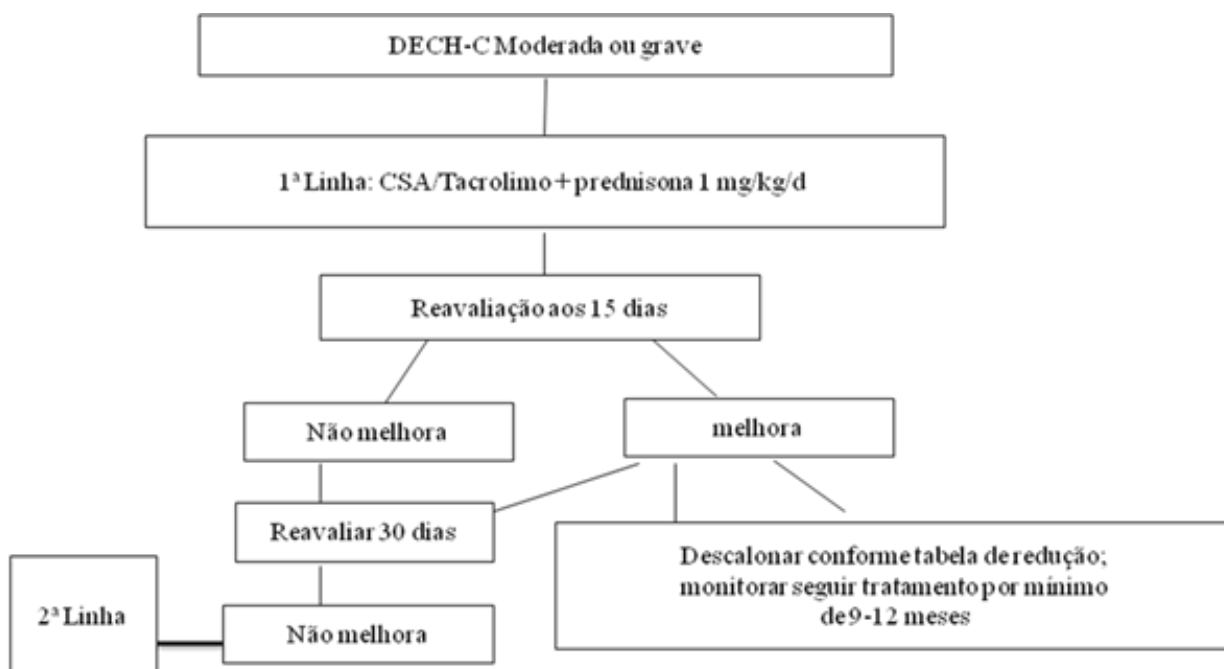 DECH-C Moderada ou grave
1ª Linha: CSA/Tacrolimo + prednisona 1 mg/kg/d
Reavaliação aos 15 dias
Não melhora
melhora
Reavaliar 30 dias
Descalonar conforme tabela de redução;
monitorar seguir tratamento por mínimo
de 9-12 meses
2ª Linha
Não melhora